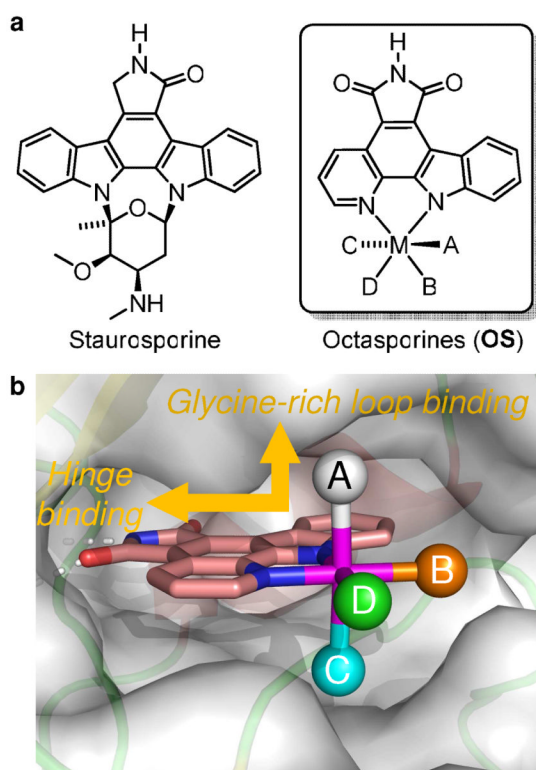 a
H
N
O
N
N
O
O
NH
Staurosporine
H
O
N
O
N
N
C
M
A
D
B
Octasporines (OS)
b
Glycine-rich loop binding
Hinge
binding
A
B
D
C